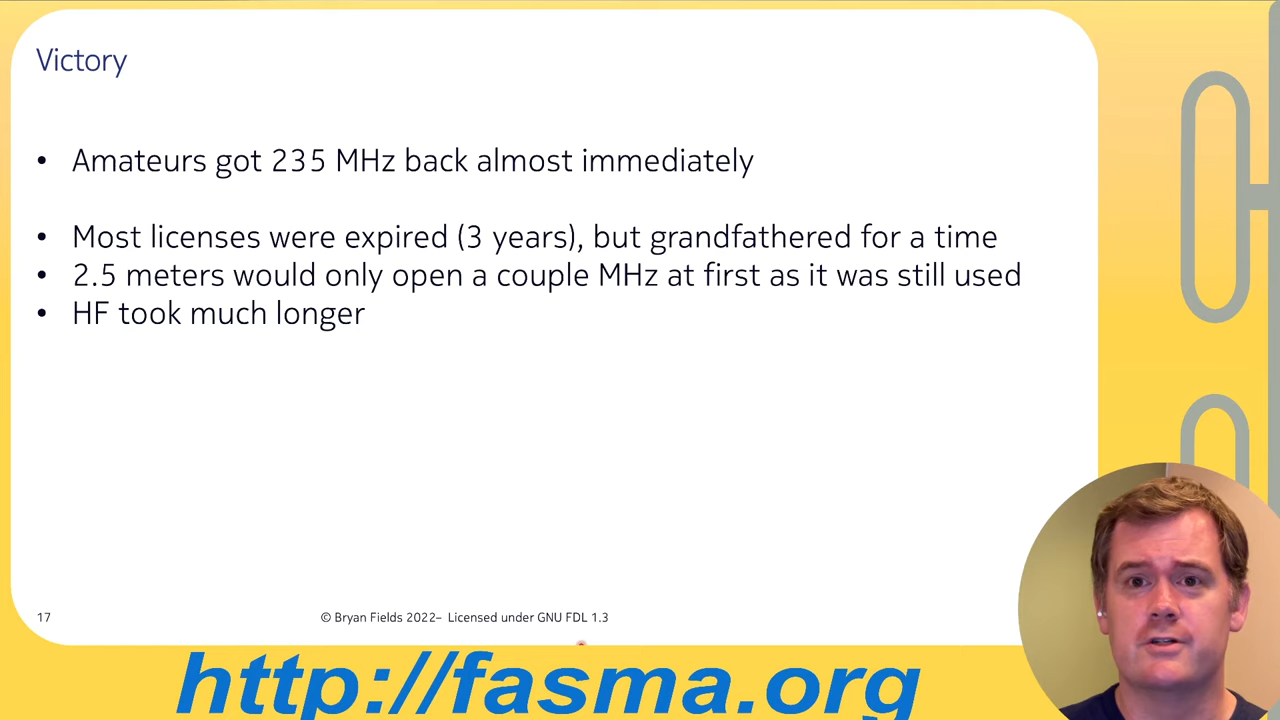 Victory
• Amateurs got 235 MHz back almost immediately
• Most licenses were expired (3 years), but grandfathered for a time
• 2.5 meters would only open a couple MHz at first as it was still used
• HF took much longer
17
© Bryan Fields 2022– Licensed under GNU FDL 1.3
http://fasma.org